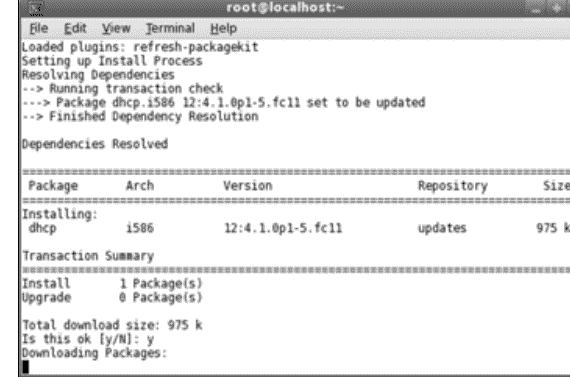 root@localhost:~
File Edit View Terminal Help
Loaded plugins: refresh-packagekit
Setting up Install Process
Resolving Dependencies
--> Running transaction check
---> Package dhcp.i586 12:4.1.0p1-5.fc11 set to be updated
--> Finished Dependency Resolution
Dependencies Resolved
================================================================================
Package Arch Version Repository Size
================================================================================
Installing:
dhcp i586 12:4.1.0p1-5.fc11 updates 975 k
Transaction Summary
================================================================================
Install 1 Package(s)
Upgrade 0 Package(s)
Total download size: 975 k
Is this ok [y/N]: y
Downloading Packages: